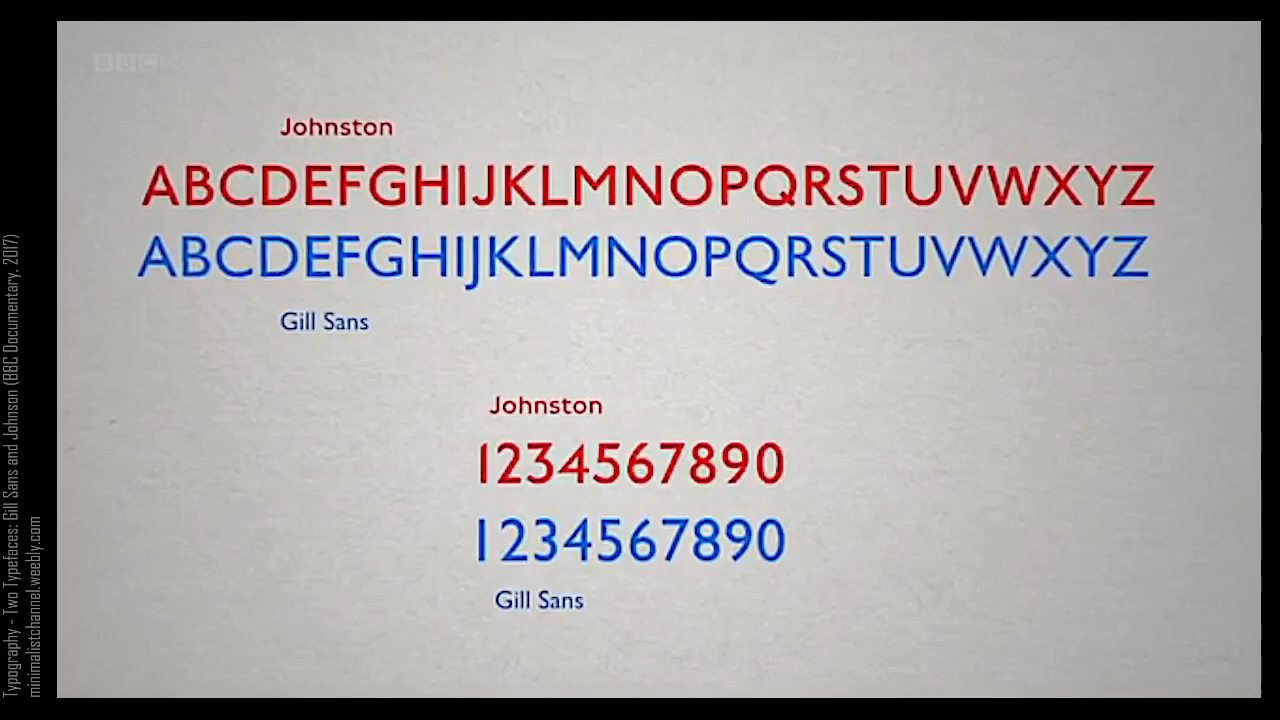 BBC
Johnston
ABCDEFGHIJKLMNOPQRSTUVWXYZ
ABCDEFGHIJKLMNOPQRSTUVWXYZ
Gill Sans
Johnston
1234567890
1234567890
Gill Sans
Typography - Two Typefaces: Gill Sans and Johnson (BBC Documentary, 2017)
minimalistchannel.weebly.com